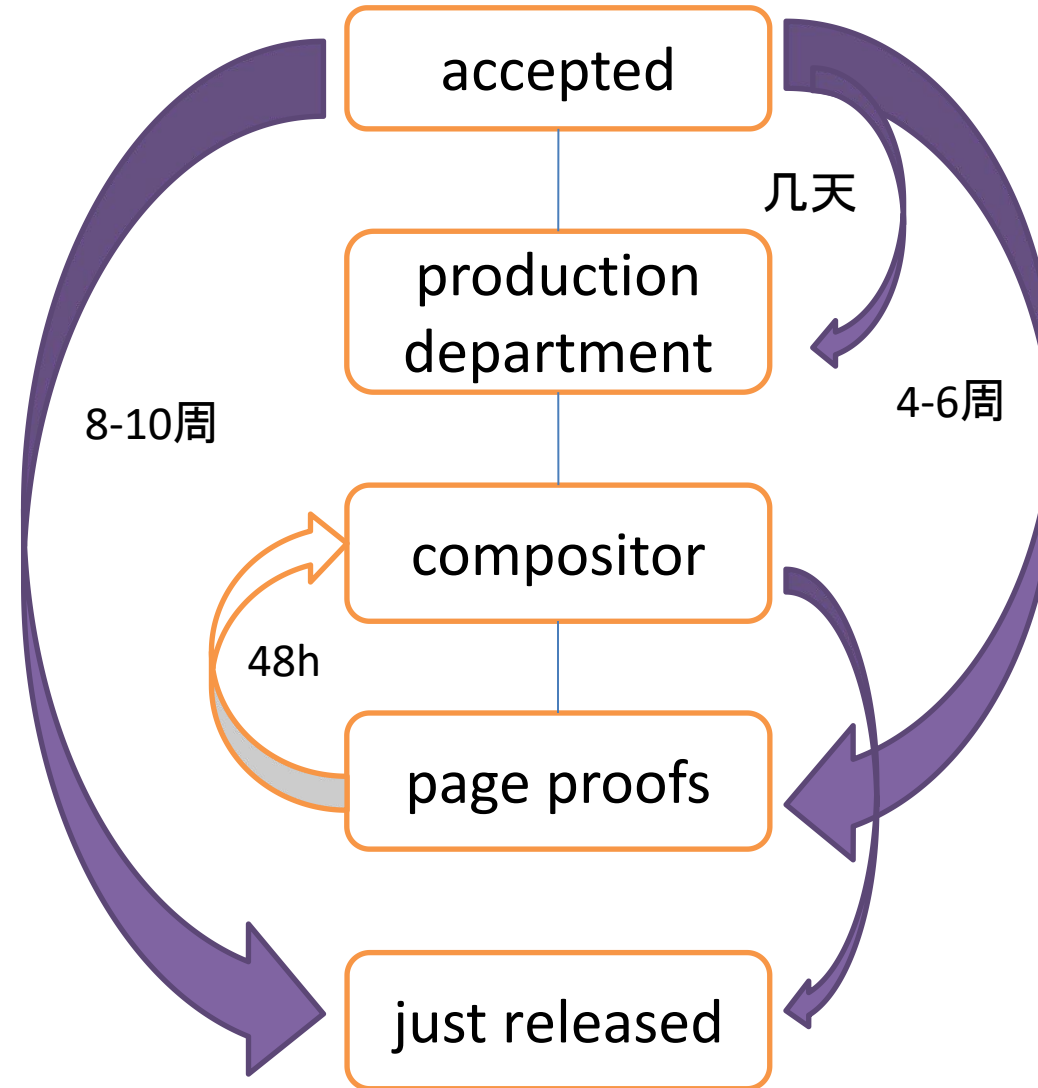 accepted
几天
production
department
8-10周
4-6周
compositor
48h
page proofs
just released